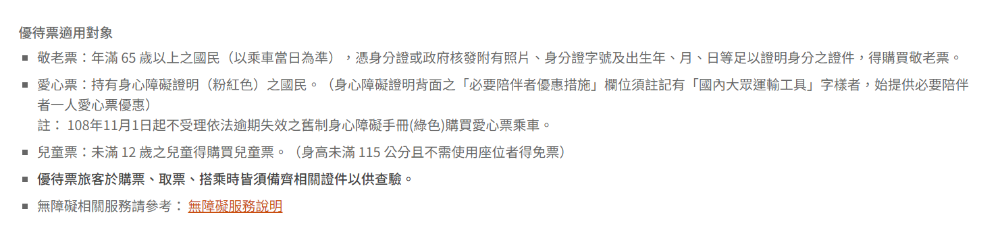 優待票適用對象
▪ 敬老票：年滿 65 歲以上之國民（以乘車當日為準），憑身分證或政府核發附有照片、身分證字號及出生年、月、日等足以證明身分之證件，得購買敬老票。
▪ 愛心票：持有身心障礙證明（粉紅色）之國民。（身心障礙證明背面之「必要陪伴者優惠措施」欄位須註記有「國內大眾運輸工具」字樣者，始提供必要陪伴
者一人愛心票優惠）
註： 108年11月1日起不受理依法逾期失效之舊制身心障礙手冊(綠色)購買愛心票乘車。
▪ 兒童票：未滿 12 歲之兒童得購買兒童票。（身高未滿 115 公分且不需使用座位者得免票）
▪ 優待票旅客於購票、取票、搭乘時皆須備齊相關證件以供查驗。
▪ 無障礙相關服務請參考： 無障礙服務說明